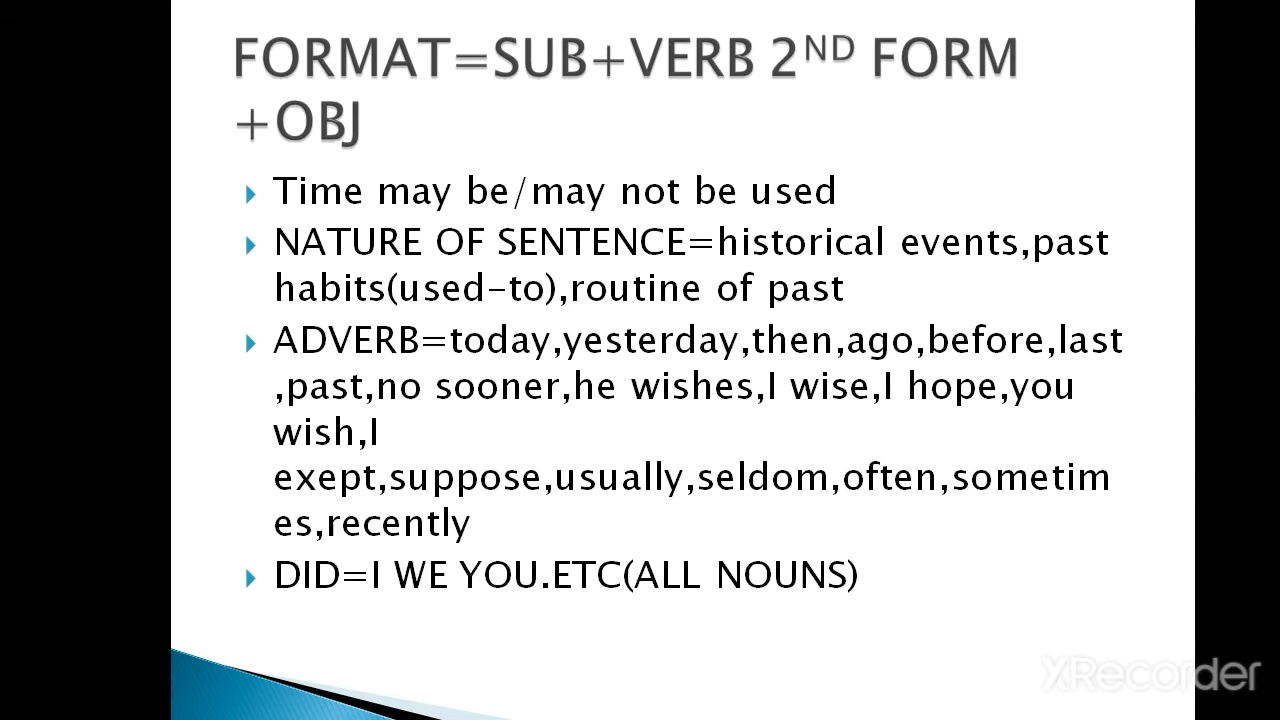 FORMAT=SUB+VERB 2ND FORM
+OBJ
Time may be/may not be used
NATURE OF SENTENCE=historical events,past
habits(used-to),routine of past
ADVERB=today,yesterday,then,ago,before,last
,past,no sooner,he wishes,I wise,I hope,you
wish,I
exept,suppose,usually,seldom,often,sometim
es,recently
DID=I WE YOU.ETC(ALL NOUNS)
XRecorder